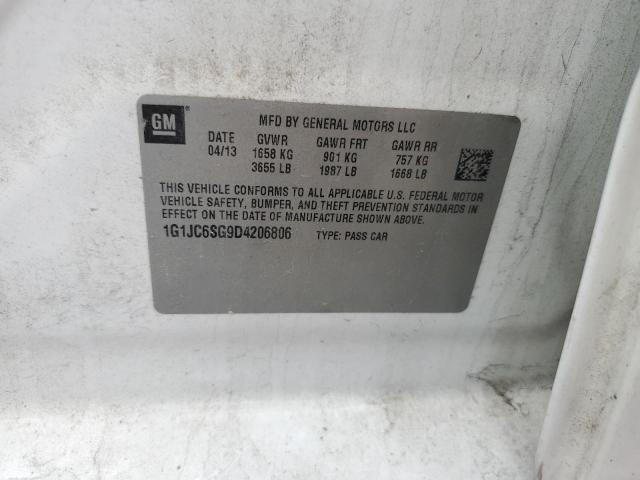 GM
MFD BY GENERAL MOTORS LLC
DATE GVWR GAWR FRT GAWR RR
04/13 1658 KG 901 KG 757 KG
3655 LB 1987 LB 1668 LB
THIS VEHICLE CONFORMS TO ALL APPLICABLE U.S. FEDERAL MOTOR
VEHICLE SAFETY, BUMPER, AND THEFT PREVENTION STANDARDS IN
EFFECT ON THE DATE OF MANUFACTURE SHOWN ABOVE.
1G1JC6SG9D4206806 TYPE: PASS CAR